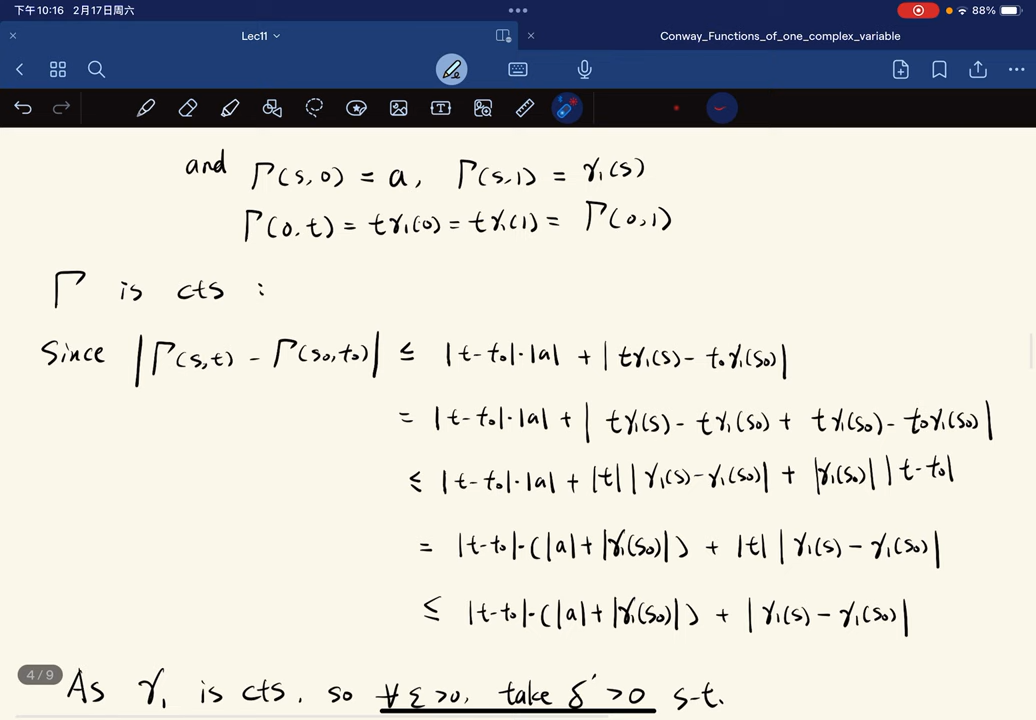 下午10:16 2月17日周六
88%
Lec11
Conway_Functions_of_one_complex_variable
and Γ(s,0) = a, Γ(s,1) = γ₁(s)
Γ(0,t) = tγ₁(0) = tγ₁(1) = Γ(0,1)
Γ is cts :
Since |Γ(s,t) - Γ(s₀,t₀)| ≤ |t-t₀|·|a| + |tγ₁(s) - t₀γ₁(s₀)|
= |t-t₀|·|a| + |tγ₁(s) - tγ₁(s₀) + tγ₁(s₀) - t₀γ₁(s₀)|
≤ |t-t₀|·|a| + |t||γ₁(s)-γ₁(s₀)| + |γ₁(s₀)||t-t₀|
= |t-t₀|·(|a|+|γ₁(s₀)|) + |t||γ₁(s) - γ₁(s₀)|
≤ |t-t₀|·(|a|+|γ₁(s₀)|) + |γ₁(s) - γ₁(s₀)|
4/9
As γ₁ is cts, so ∀ε>0, take δ'>0 s-t.